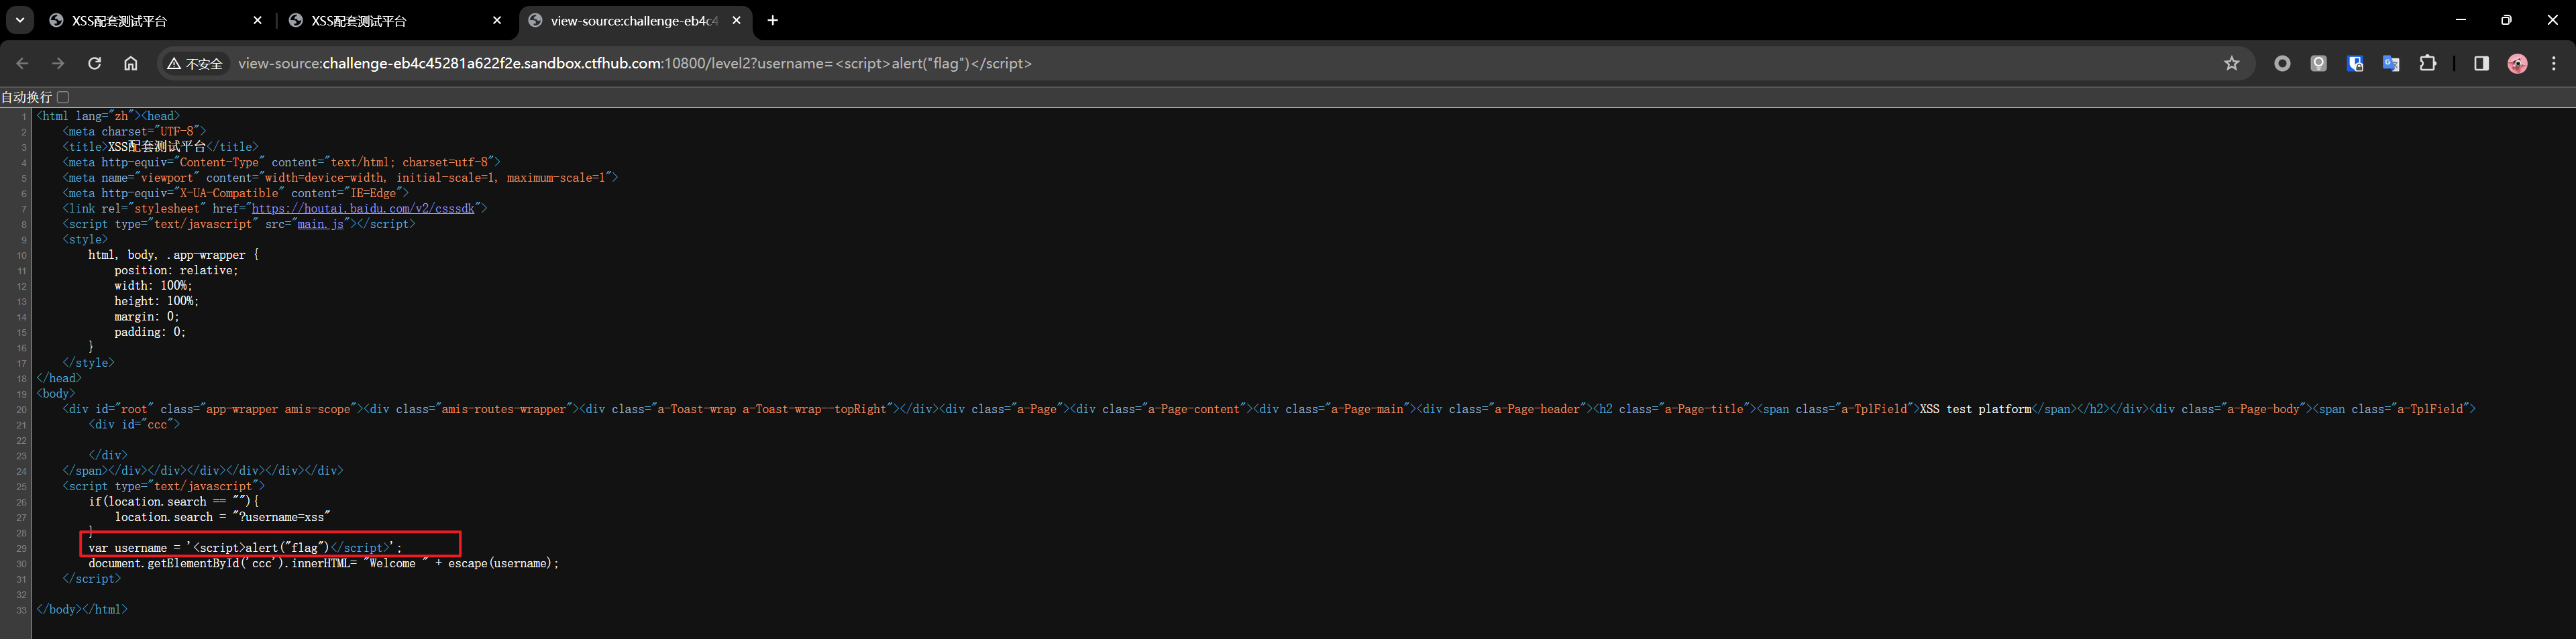 XSS配套测试平台
XSS配套测试平台
view-source:challenge-eb4c4
不安全 view-source:challenge-eb4c45281a622f2e.sandbox.ctfhub.com:10800/level2?username=<script>alert("flag")</script>
自动换行
1 <html lang="zh"><head>
2 <meta charset="UTF-8">
3 <title>XSS配套测试平台</title>
4 <meta http-equiv="Content-Type" content="text/html; charset=utf-8">
5 <meta name="viewport" content="width=device-width, initial-scale=1, maximum-scale=1">
6 <meta http-equiv="X-UA-Compatible" content="IE=Edge">
7 <link rel="stylesheet" href="https://houtai.baidu.com/v2/csssdk">
8 <script type="text/javascript" src="main.js"></script>
9 <style>
10 html, body, .app-wrapper {
11 position: relative;
12 width: 100%;
13 height: 100%;
14 margin: 0;
15 padding: 0;
16 }
17 </style>
18 </head>
19 <body>
20 <div id="root" class="app-wrapper amis-scope"><div class="amis-routes-wrapper"><div class="a-Toast-wrap a-Toast-wrap--topRight"></div><div class="a-Page"><div class="a-Page-content"><div class="a-Page-main"><div class="a-Page-header"><h2 class="a-Page-title"><span class="a-TplField">XSS test platform</span></h2></div><div class="a-Page-body"><span class="a-TplField">
21 <div id="ccc">
22
23 </div>
24 </span></div></div></div></div></div></div>
25 <script type="text/javascript">
26 if(location.search == ""){
27 location.search = "?username=xss"
28 }
29 var username = '<script>alert("flag")</script>';
30 document.getElementById('ccc').innerHTML= "Welcome " + escape(username);
31 </script>
32
33 </body></html>